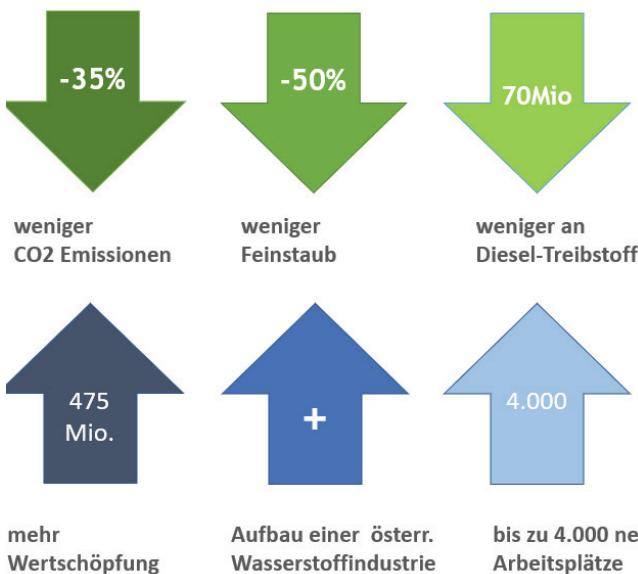 -35%
-50%
70Mio
weniger
CO2 Emissionen
weniger
Feinstaub
weniger an
Diesel-Treibstoff
475
Mio.
+
4.000
mehr
Wertschöpfung
Aufbau einer österr.
Wasserstoffindustrie
bis zu 4.000 ne
Arbeitsplätze